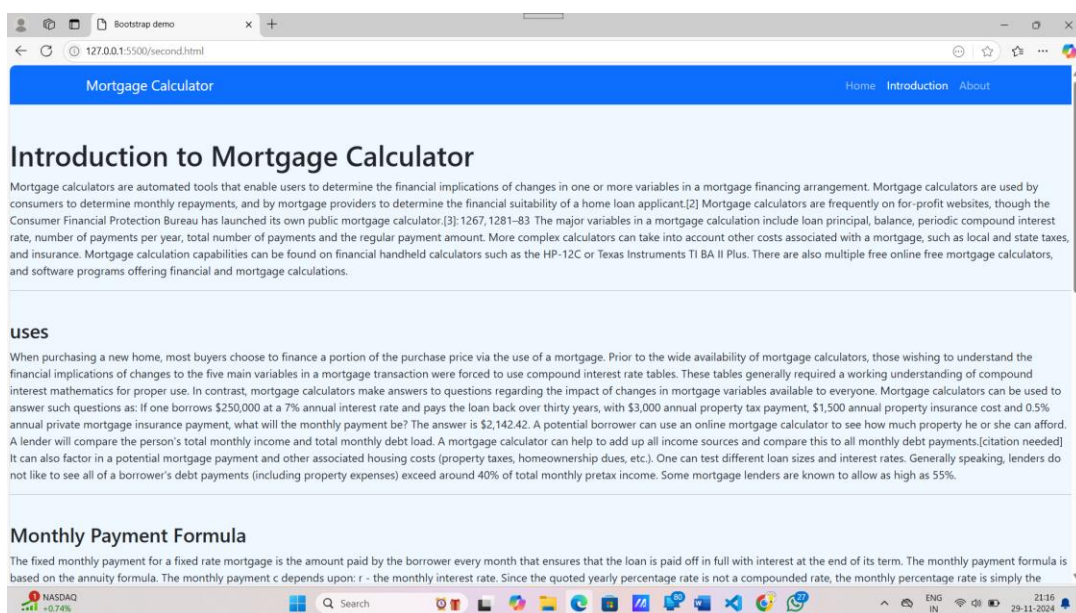 Bootstrap demo
127.0.0.1:5500/second.html
Mortgage Calculator
Home Introduction About
Introduction to Mortgage Calculator
Mortgage calculators are automated tools that enable users to determine the financial implications of changes in one or more variables in a mortgage financing arrangement. Mortgage calculators are used by
consumers to determine monthly repayments, and by mortgage providers to determine the financial suitability of a home loan applicant.[2] Mortgage calculators are frequently on for-profit websites, though the
Consumer Financial Protection Bureau has launched its own public mortgage calculator.[3]: 1267, 1281–83 The major variables in a mortgage calculation include loan principal, balance, periodic compound interest
rate, number of payments per year, total number of payments and the regular payment amount. More complex calculators can take into account other costs associated with a mortgage, such as local and state taxes,
and insurance. Mortgage calculation capabilities can be found on financial handheld calculators such as the HP-12C or Texas Instruments TI BA II Plus. There are also multiple free online free mortgage calculators,
and software programs offering financial and mortgage calculations.
uses
When purchasing a new home, most buyers choose to finance a portion of the purchase price via the use of a mortgage. Prior to the wide availability of mortgage calculators, those wishing to understand the
financial implications of changes to the five main variables in a mortgage transaction were forced to use compound interest rate tables. These tables generally required a working understanding of compound
interest mathematics for proper use. In contrast, mortgage calculators make answers to questions regarding the impact of changes in mortgage variables available to everyone. Mortgage calculators can be used to
answer such questions as: If one borrows $250,000 at a 7% annual interest rate and pays the loan back over thirty years, with $3,000 annual property tax payment, $1,500 annual property insurance cost and 0.5%
annual private mortgage insurance payment, what will the monthly payment be? The answer is $2,142.42. A potential borrower can use an online mortgage calculator to see how much property he or she can afford.
A lender will compare the person's total monthly income and total monthly debt load. A mortgage calculator can help to add up all income sources and compare this to all monthly debt payments.[citation needed]
It can also factor in a potential mortgage payment and other associated housing costs (property taxes, homeownership dues, etc.). One can test different loan sizes and interest rates. Generally speaking, lenders do
not like to see all of a borrower's debt payments (including property expenses) exceed around 40% of total monthly pretax income. Some mortgage lenders are known to allow as high as 55%.
Monthly Payment Formula
The fixed monthly payment for a fixed rate mortgage is the amount paid by the borrower every month that ensures that the loan is paid off in full with interest at the end of its term. The monthly payment formula is
based on the annuity formula. The monthly payment c depends upon: r - the monthly interest rate. Since the quoted yearly percentage rate is not a compounded rate, the monthly percentage rate is simply the
NASDAQ
+0.74%
Search
80
27
ENG
IN
21:16
29-11-2024